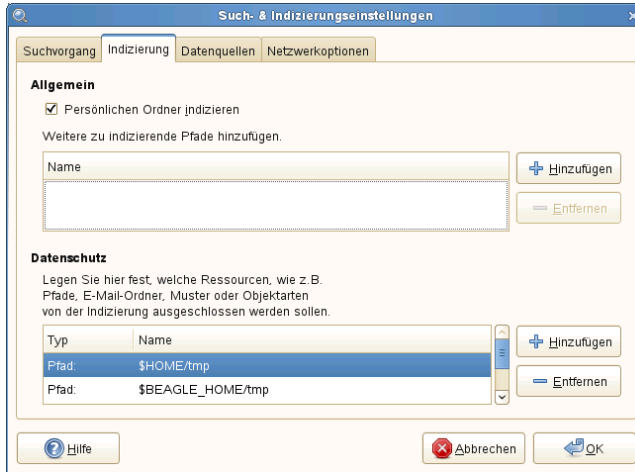 Such- & Indizierungseinstellungen
Suchvorgang Indizierung Datenquellen Netzwerkoptionen
Allgemein
Persönlichen Ordner indizieren
Weitere zu indizierende Pfade hinzufügen.
Name
Hinzufügen
Entfernen
Datenschutz
Legen Sie hier fest, welche Ressourcen, wie z.B.
Pfade, E-Mail-Ordner, Muster oder Objektarten
von der Indizierung ausgeschlossen werden sollen.
Typ Name
Pfad: $HOME/tmp
Pfad: $BEAGLE_HOME/tmp
Hinzufügen
Entfernen
Hilfe Abbrechen OK